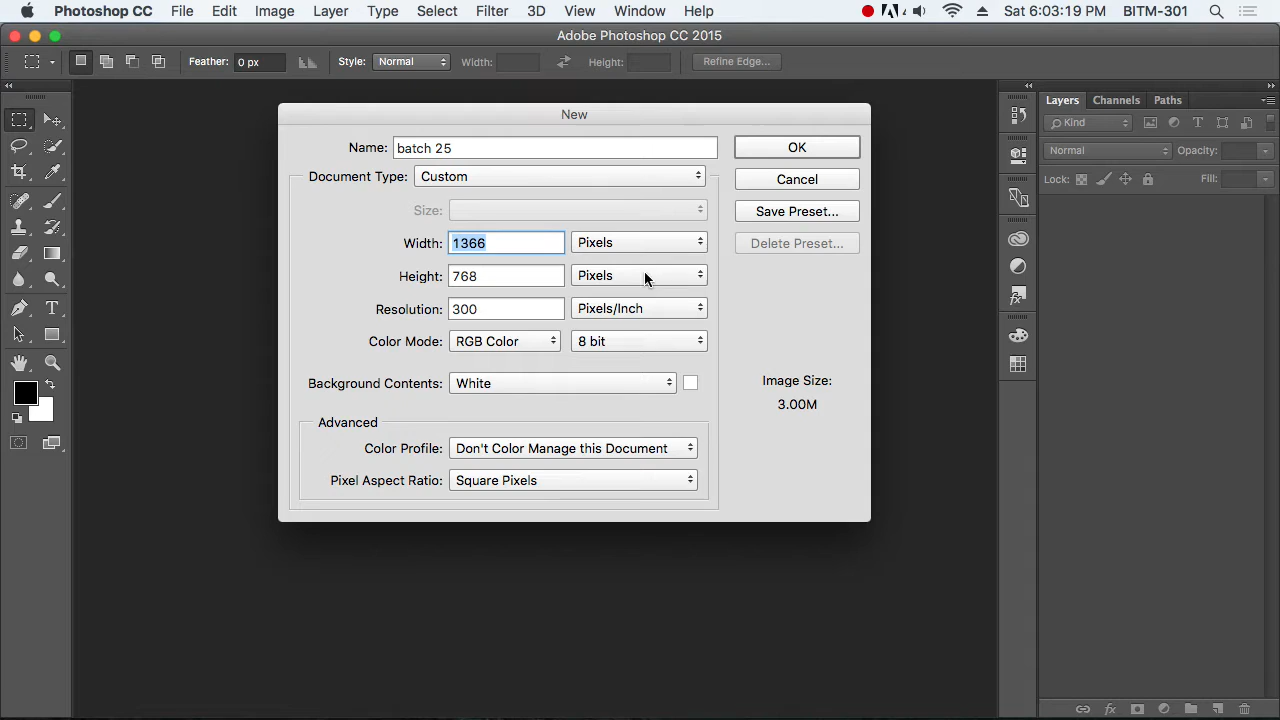 Photoshop CC File Edit Image Layer Type Select Filter 3D View Window Help Sat 6:03:19 PM BITM-301
Adobe Photoshop CC 2015
Feather: 0 px Style: Normal Width: Height: Refine Edge...
New
Name: batch 25 OK
Document Type: Custom Cancel
Size: Save Preset...
Width: 1366 Pixels Delete Preset...
Height: 768 Pixels
Resolution: 300 Pixels/Inch
Color Mode: RGB Color 8 bit
Background Contents: White
Image Size:
3.00M
Advanced
Color Profile: Don't Color Manage this Document
Pixel Aspect Ratio: Square Pixels
Layers Channels Paths
Kind
Normal Opacity:
Lock: Fill: